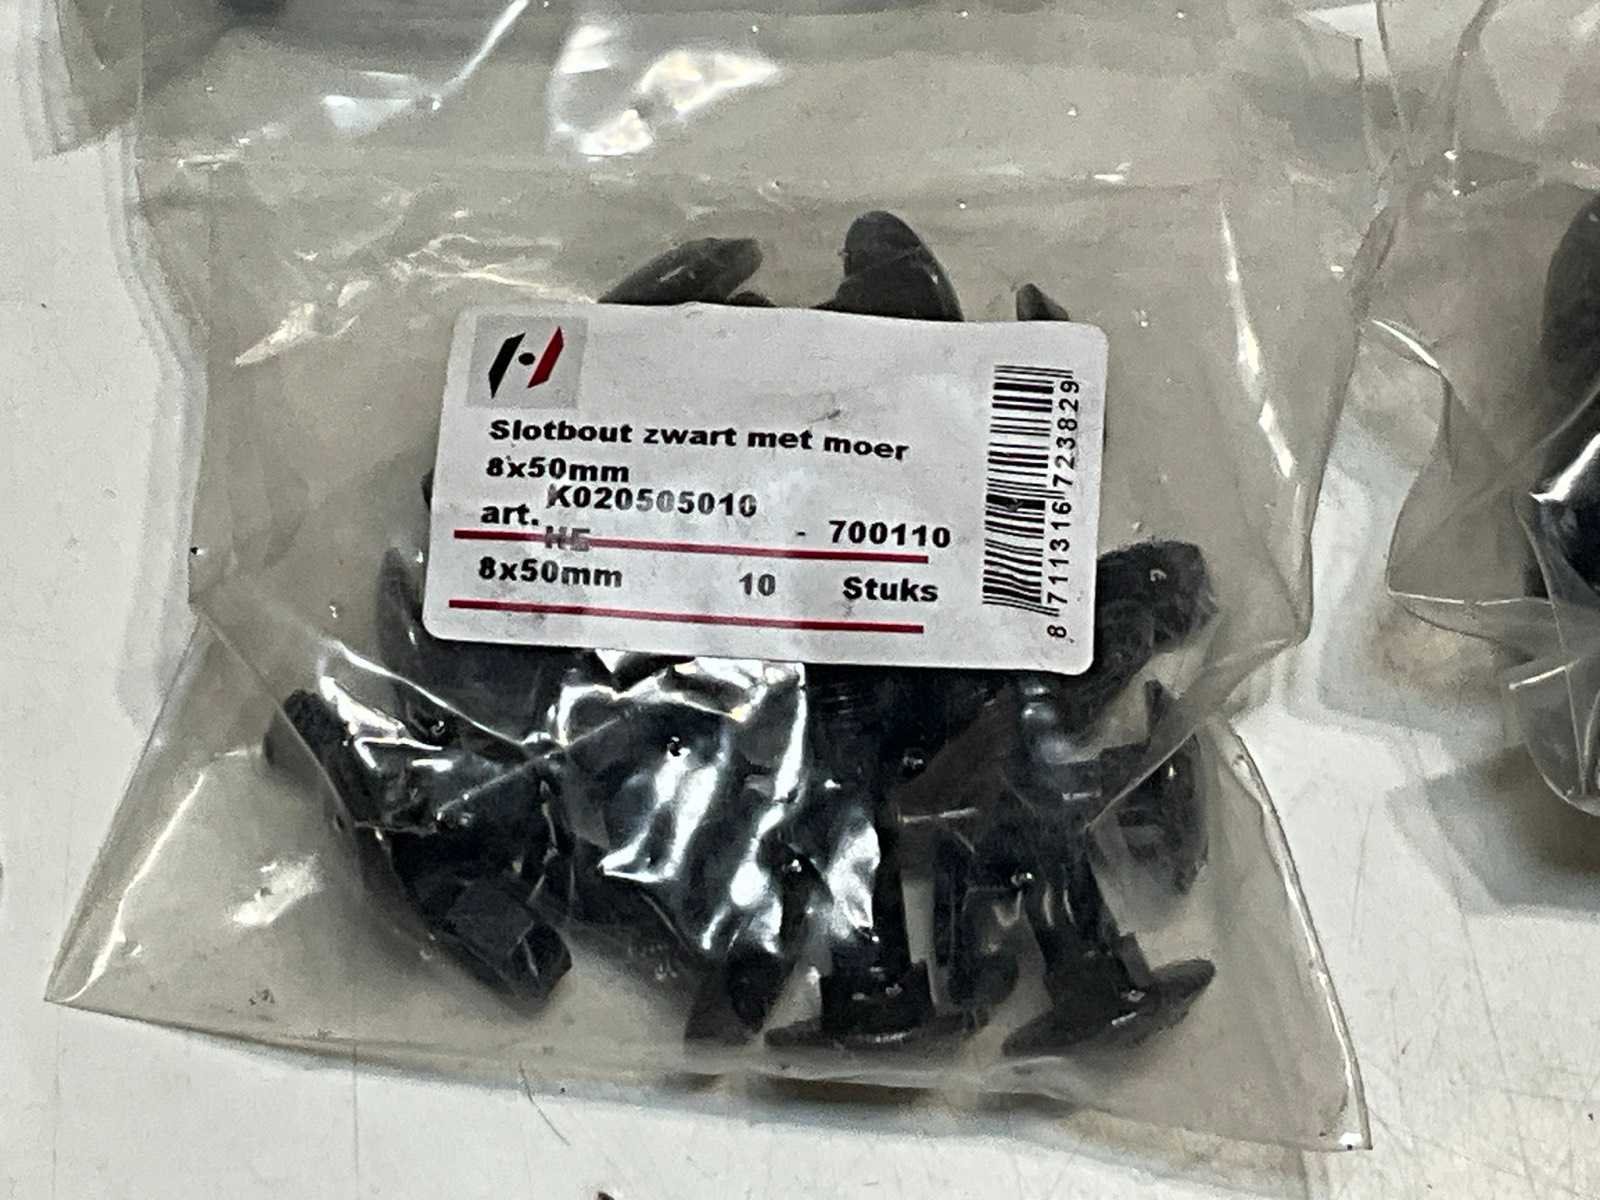 Slotbout zwart met moer
8x50mm
art. K020505010
HE - 700110
8x50mm 10 Stuks
8 711316 723829